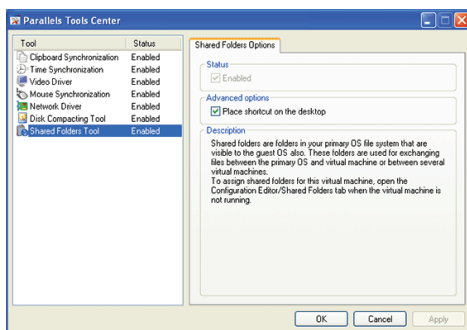 Parallels Tools Center
Tool Status
Clipboard Synchronization Enabled
Time Synchronization Enabled
Video Driver Enabled
Mouse Synchronization Enabled
Network Driver Enabled
Disk Compacting Tool Enabled
Shared Folders Tool Enabled
Shared Folders Options
Status
Enabled
Advanced options
Place shortcut on the desktop
Description
Shared folders are folders in your primary OS file system that are
visible to the guest OS also. These folders are used for exchanging
files between the primary OS and virtual machine or between several
virtual machines.
To assign shared folders for this virtual machine, open the
Configuration Editor/Shared Folders tab when the virtual machine is
not running.
OK Cancel Apply